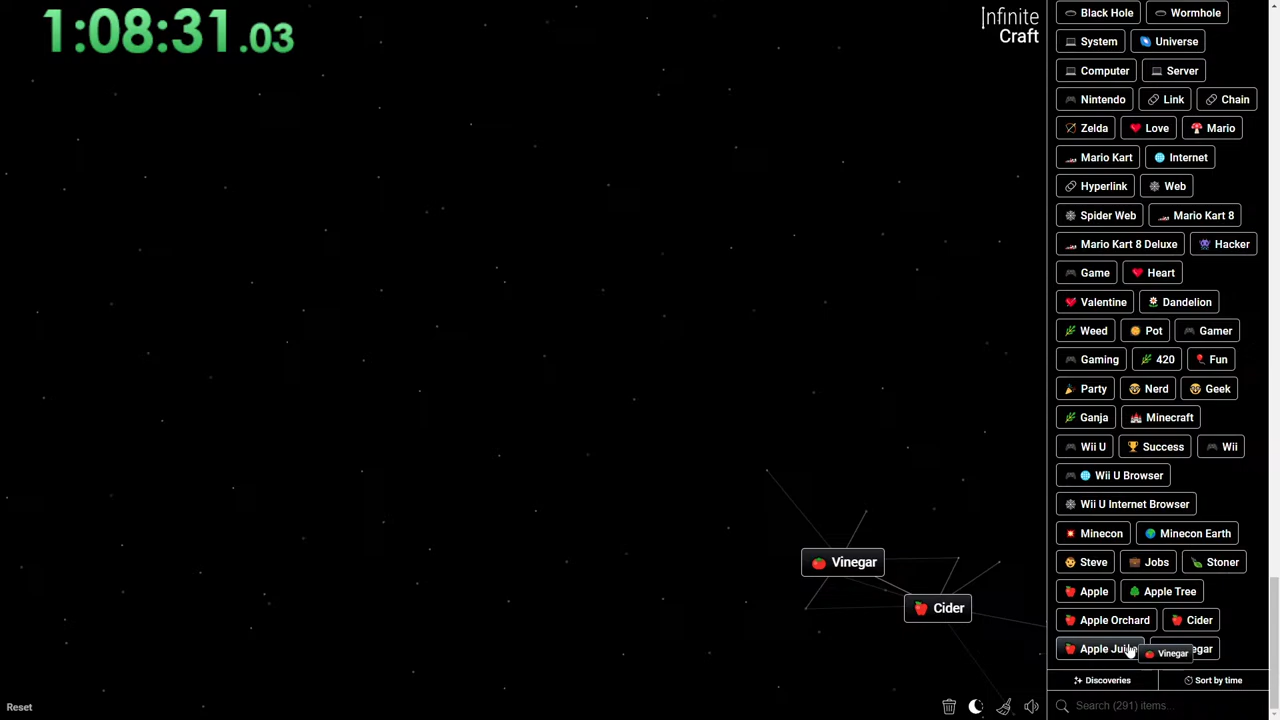 1:08:31.03
Infinite
Craft
Black Hole Wormhole
System Universe
Computer Server
Nintendo Link Chain
Zelda Love Mario
Mario Kart Internet
Hyperlink Web
Spider Web Mario Kart 8
Mario Kart 8 Deluxe Hacker
Game Heart
Valentine Dandelion
Weed Pot Gamer
Gaming 420 Fun
Party Nerd Geek
Ganja Minecraft
Wii U Success Wii
Wii U Browser
Wii U Internet Browser
Minecon Minecon Earth
Steve Jobs Stoner
Apple Apple Tree
Apple Orchard Cider
Vinegar
Cider
Apple Vinegar
Discoveries Sort by time
Search (291) items...
Reset